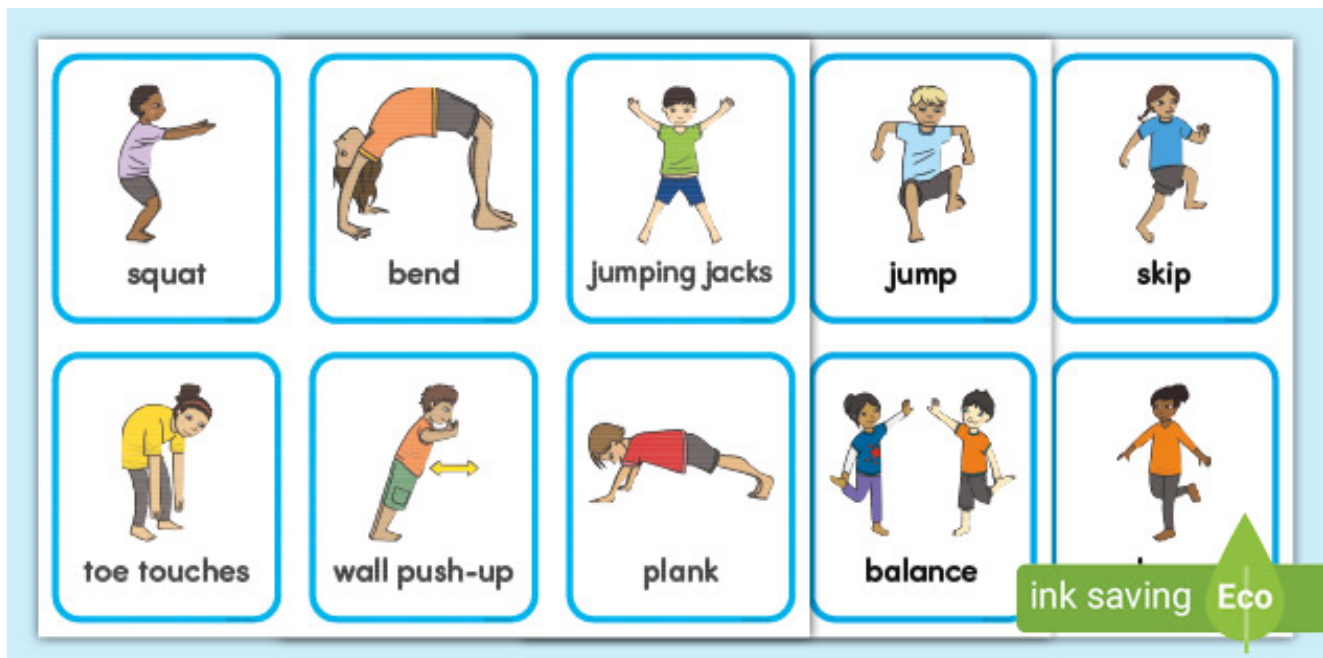 squat
bend
jumping jacks
jump
skip
toe touches
wall push-up
plank
balance
ink saving Eco